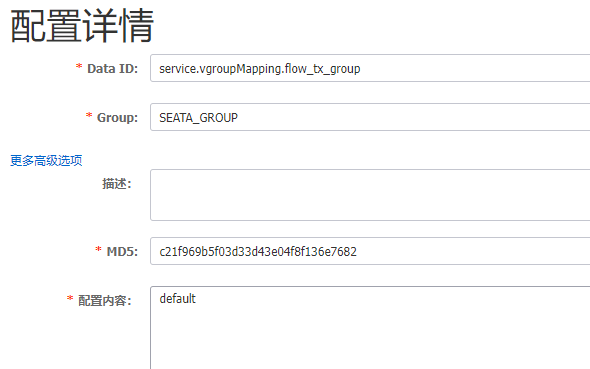 配置详情
* Data ID: service.vgroupMapping.flow_tx_group
* Group: SEATA_GROUP
更多高级选项
描述:
* MD5: c21f969b5f03d33d43e04f8f136e7682
* 配置内容: default